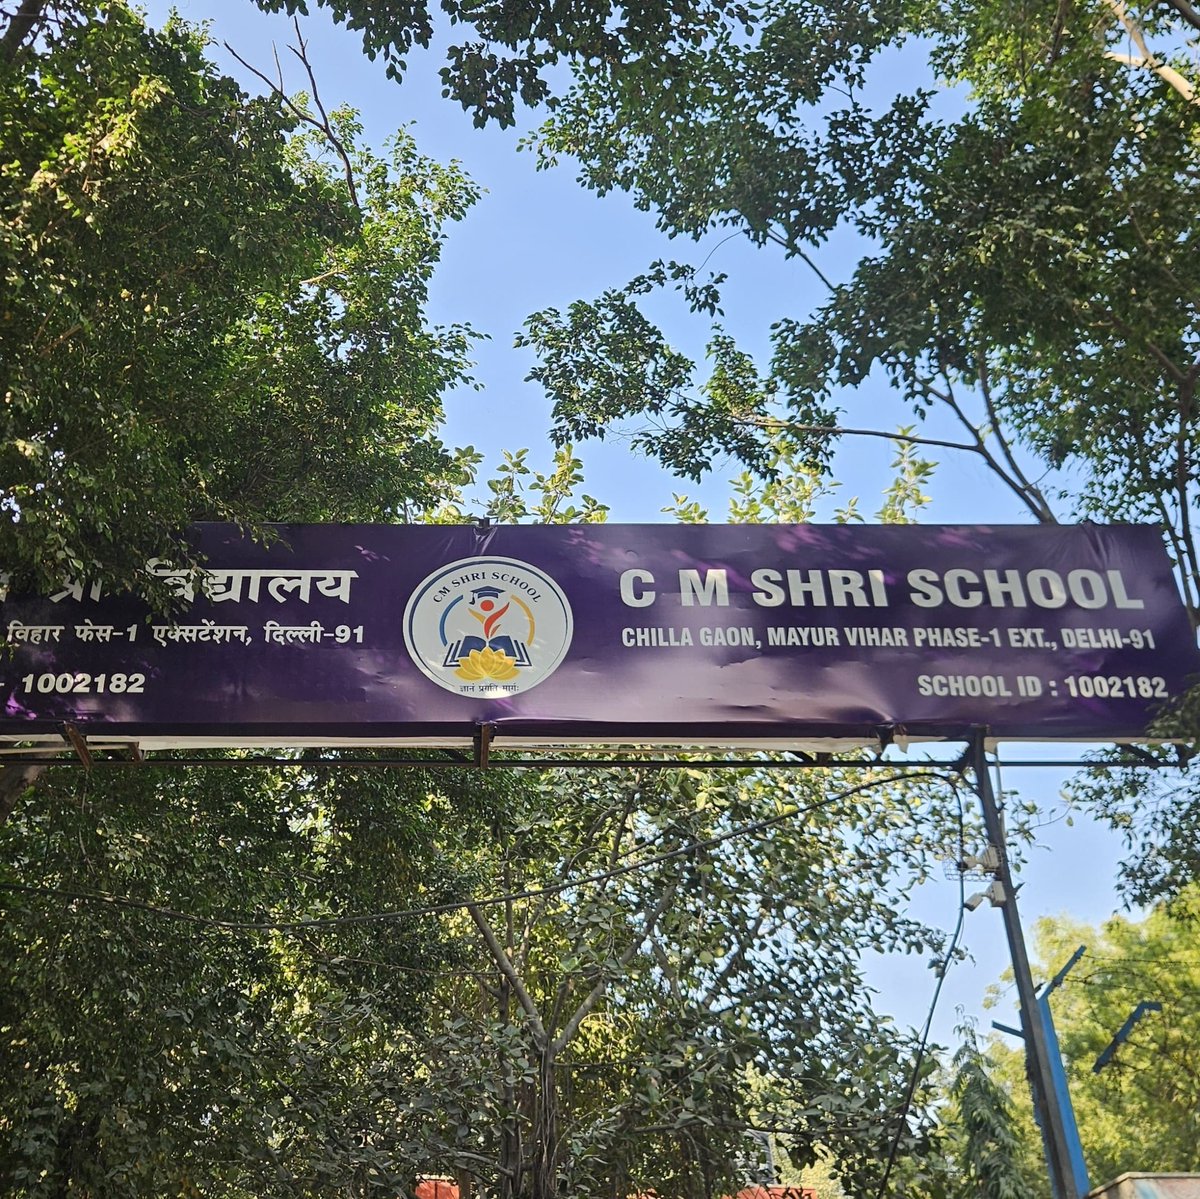 श्री विद्यालय
विहार फेस-1 एक्सटेंशन, दिल्ली-91
- 1002182
CM SHRI SCHOOL
ज्ञानं प्रगति मार्गः
C M SHRI SCHOOL
CHILLA GAON, MAYUR VIHAR PHASE-1 EXT., DELHI-91
SCHOOL ID : 1002182